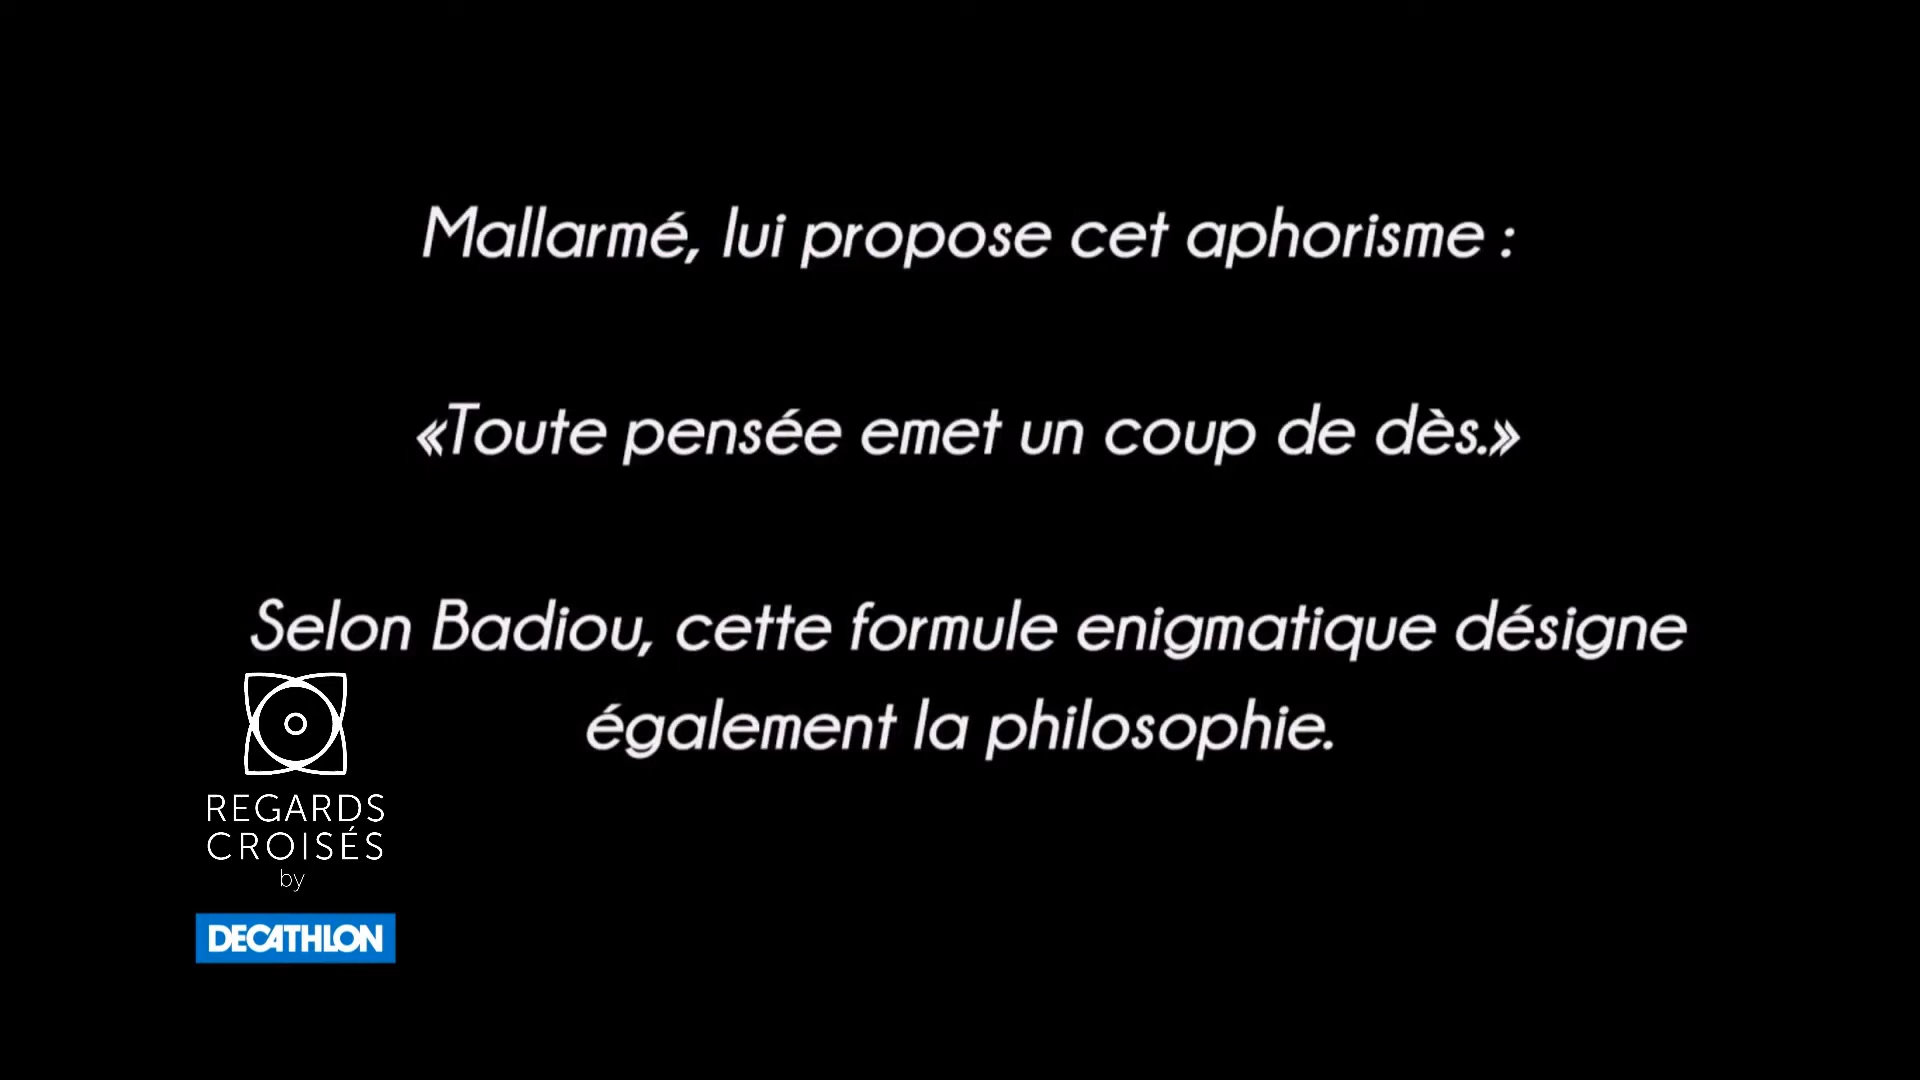 Mallarmé, lui propose cet aphorisme :
«Toute pensée emet un coup de dès.»
Selon Badiou, cette formule enigmatique désigne
également la philosophie.
REGARDS
CROISÉS
by
DECATHLON